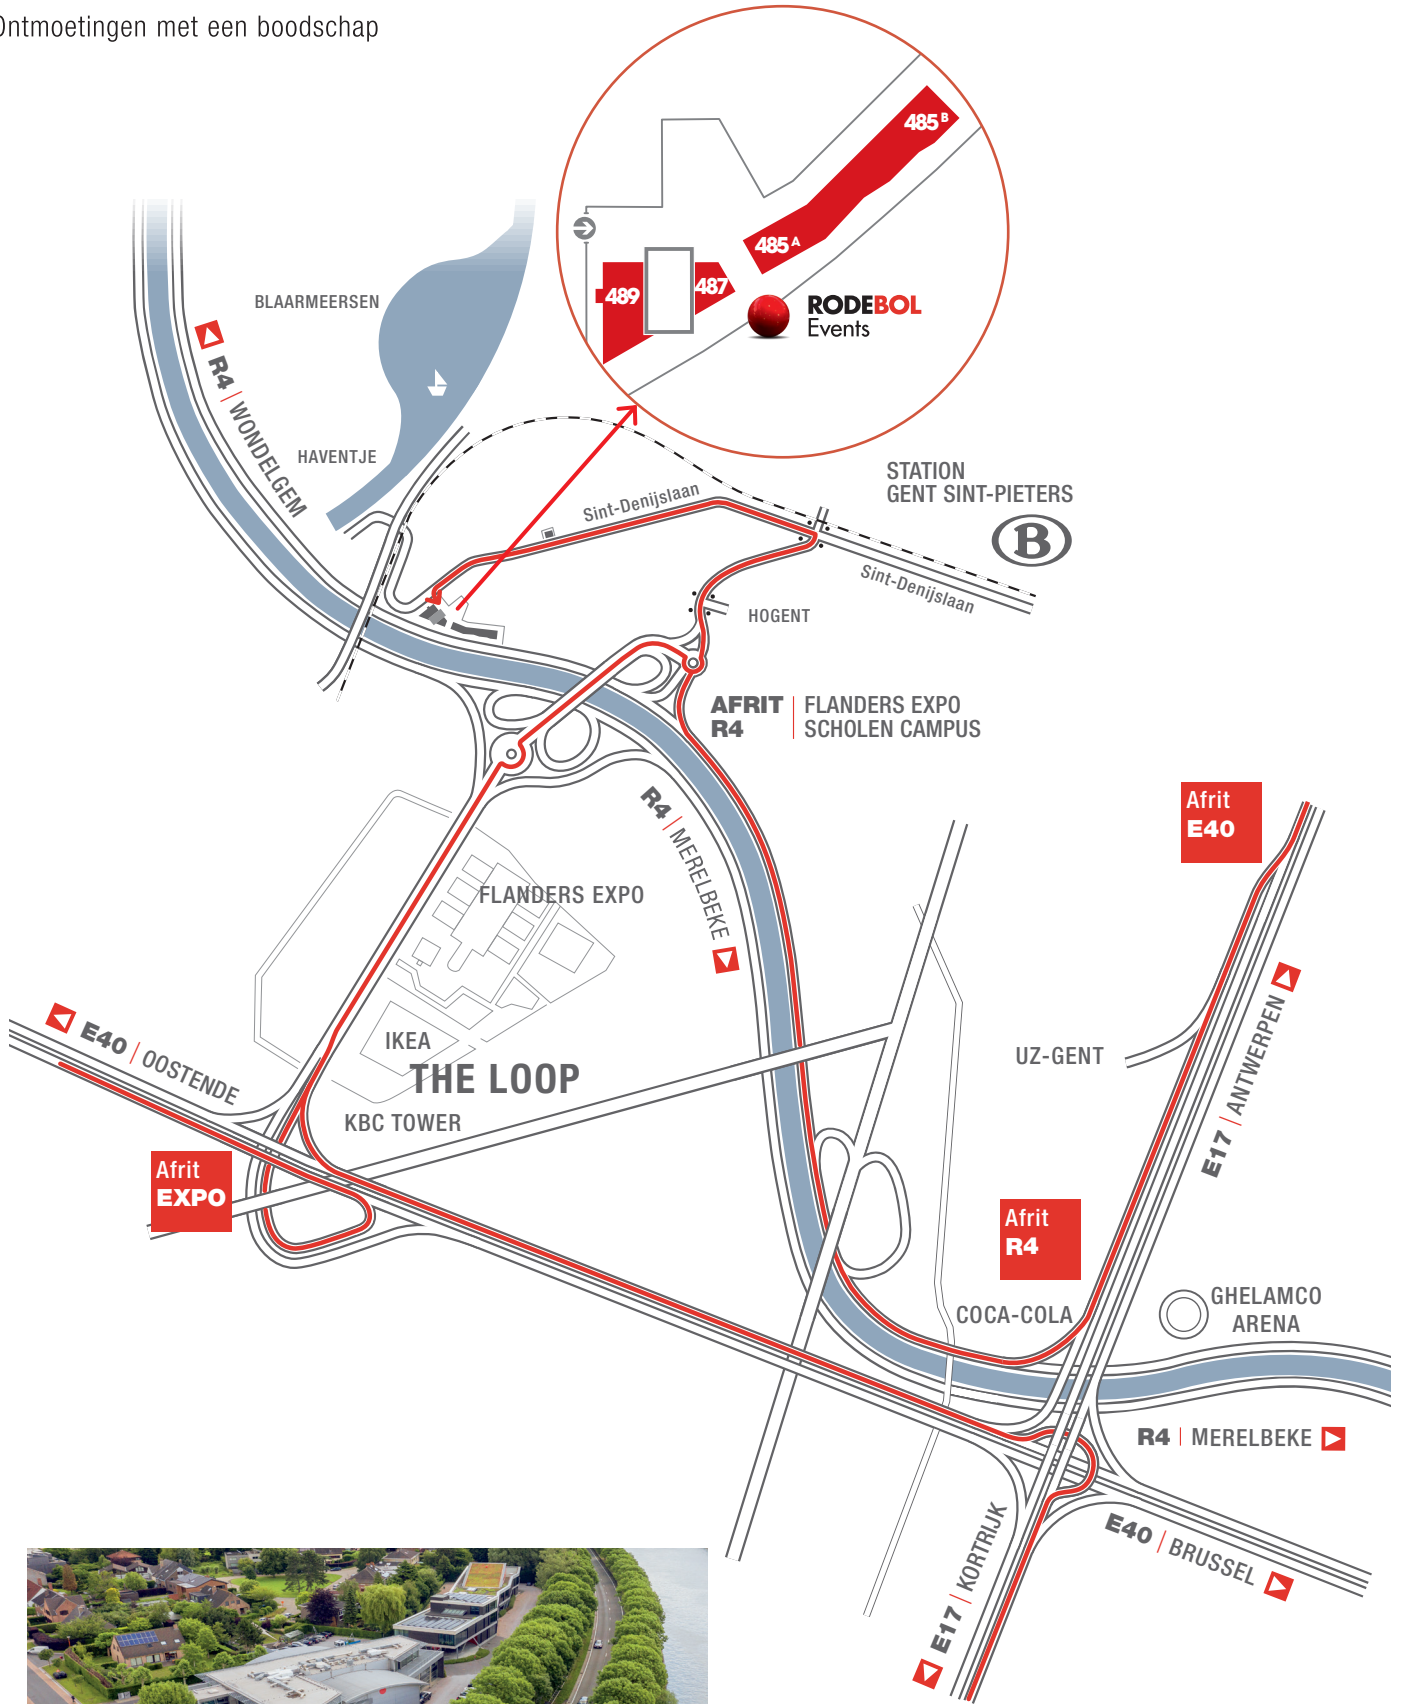 Ontmoetingen met een boodschap
485 B
485 A
487
489
RODEBOL
Events
BLAARMEERSEN
R4 | WONDELGEM
HAVENTJE
STATION
GENT SINT-PIETERS
B
Sint-Denijslaan
Sint-Denijslaan
HOGENT
AFRIT | FLANDERS EXPO
R4 | SCHOLEN CAMPUS
R4 | MERELBEKE
Afrit
E40
FLANDERS EXPO
E40 | OOSTENDE
IKEA
THE LOOP
KBC TOWER
UZ-GENT
E17 | ANTWERPEN
Afrit
EXPO
Afrit
R4
COCA-COLA
GHELAMCO
ARENA
R4 | MERELBEKE
E17 | KORTRIJK
E40 | BRUSSEL